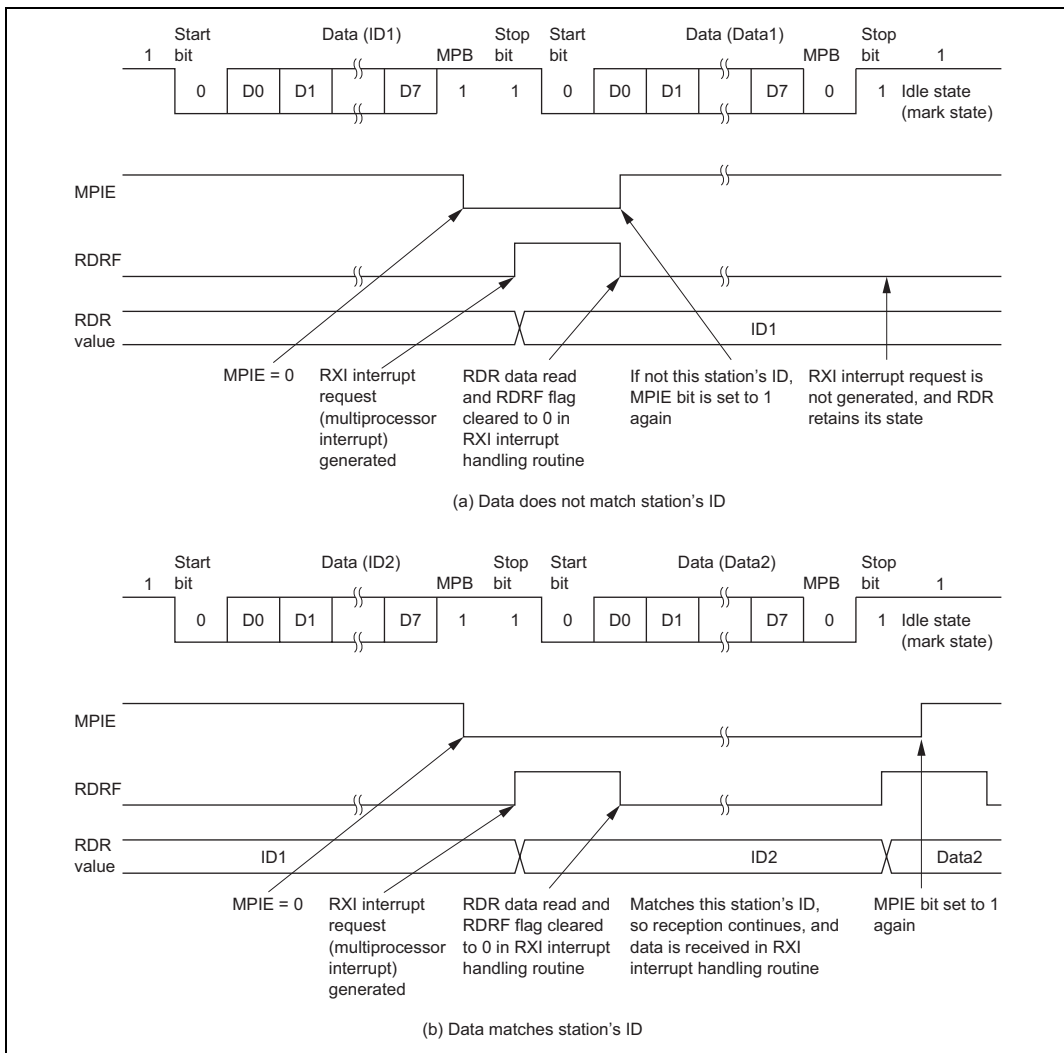 Start bit Data (ID1) Stop bit Start bit Data (Data1) Stop bit
1 MPB MPB 1
0 D0 D1 D7 1 1 0 D0 D1 D7 0 1 Idle state (mark state)
MPIE
RDRF
RDR value
ID1
MPIE = 0
RXI interrupt
request
(multiprocessor
interrupt)
generated
RDR data read
and RDRF flag
cleared to 0 in
RXI interrupt
handling routine
If not this station's ID,
MPIE bit is set to 1
again
RXI interrupt request is
not generated, and RDR
retains its state
(a) Data does not match station's ID
Start bit Data (ID2) Stop bit Start bit Data (Data2) Stop bit
1 MPB MPB 1
0 D0 D1 D7 1 1 0 D0 D1 D7 0 1 Idle state (mark state)
MPIE
RDRF
RDR value
ID1 ID2 Data2
MPIE = 0
RXI interrupt
request
(multiprocessor
interrupt)
generated
RDR data read and
RDRF flag cleared
to 0 in RXI interrupt
handling routine
Matches this station's ID,
so reception continues, and
data is received in RXI
interrupt handling routine
MPIE bit set to 1
again
(b) Data matches station's ID